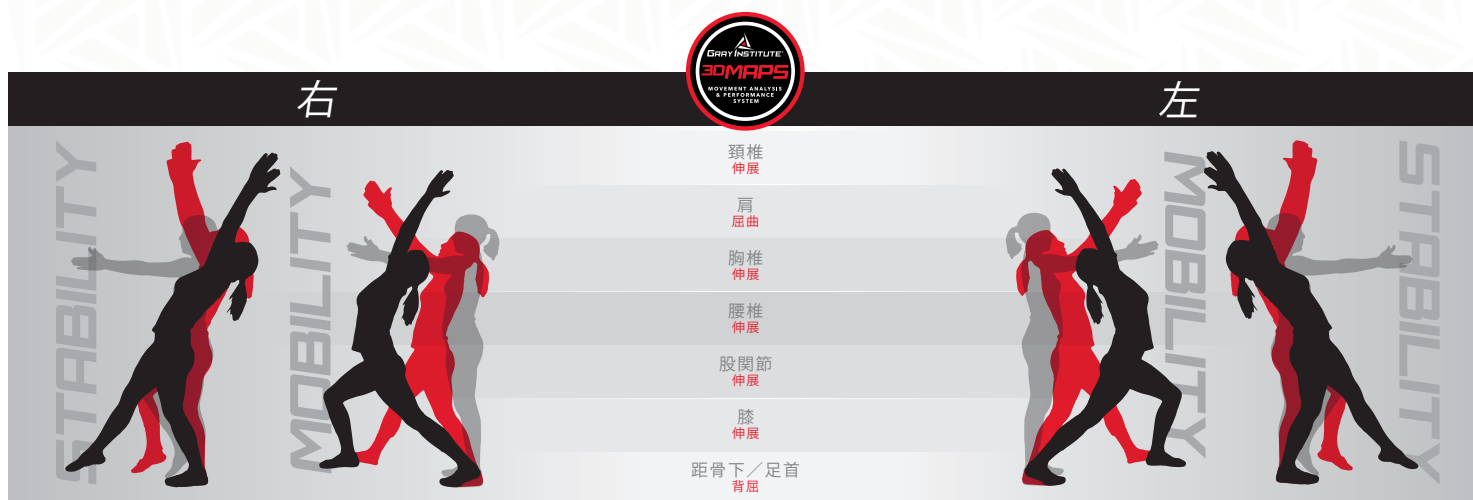 GRAY INSTITUTE
3DMAPS
MOVEMENT ANALYSIS
& PERFORMANCE
SYSTEM
右
左
STABILITY
MOBILITY
頚椎
伸展
肩
屈曲
胸椎
伸展
腰椎
伸展
股関節
伸展
膝
伸展
距骨下／足首
背屈
MOBILITY
STABILITY